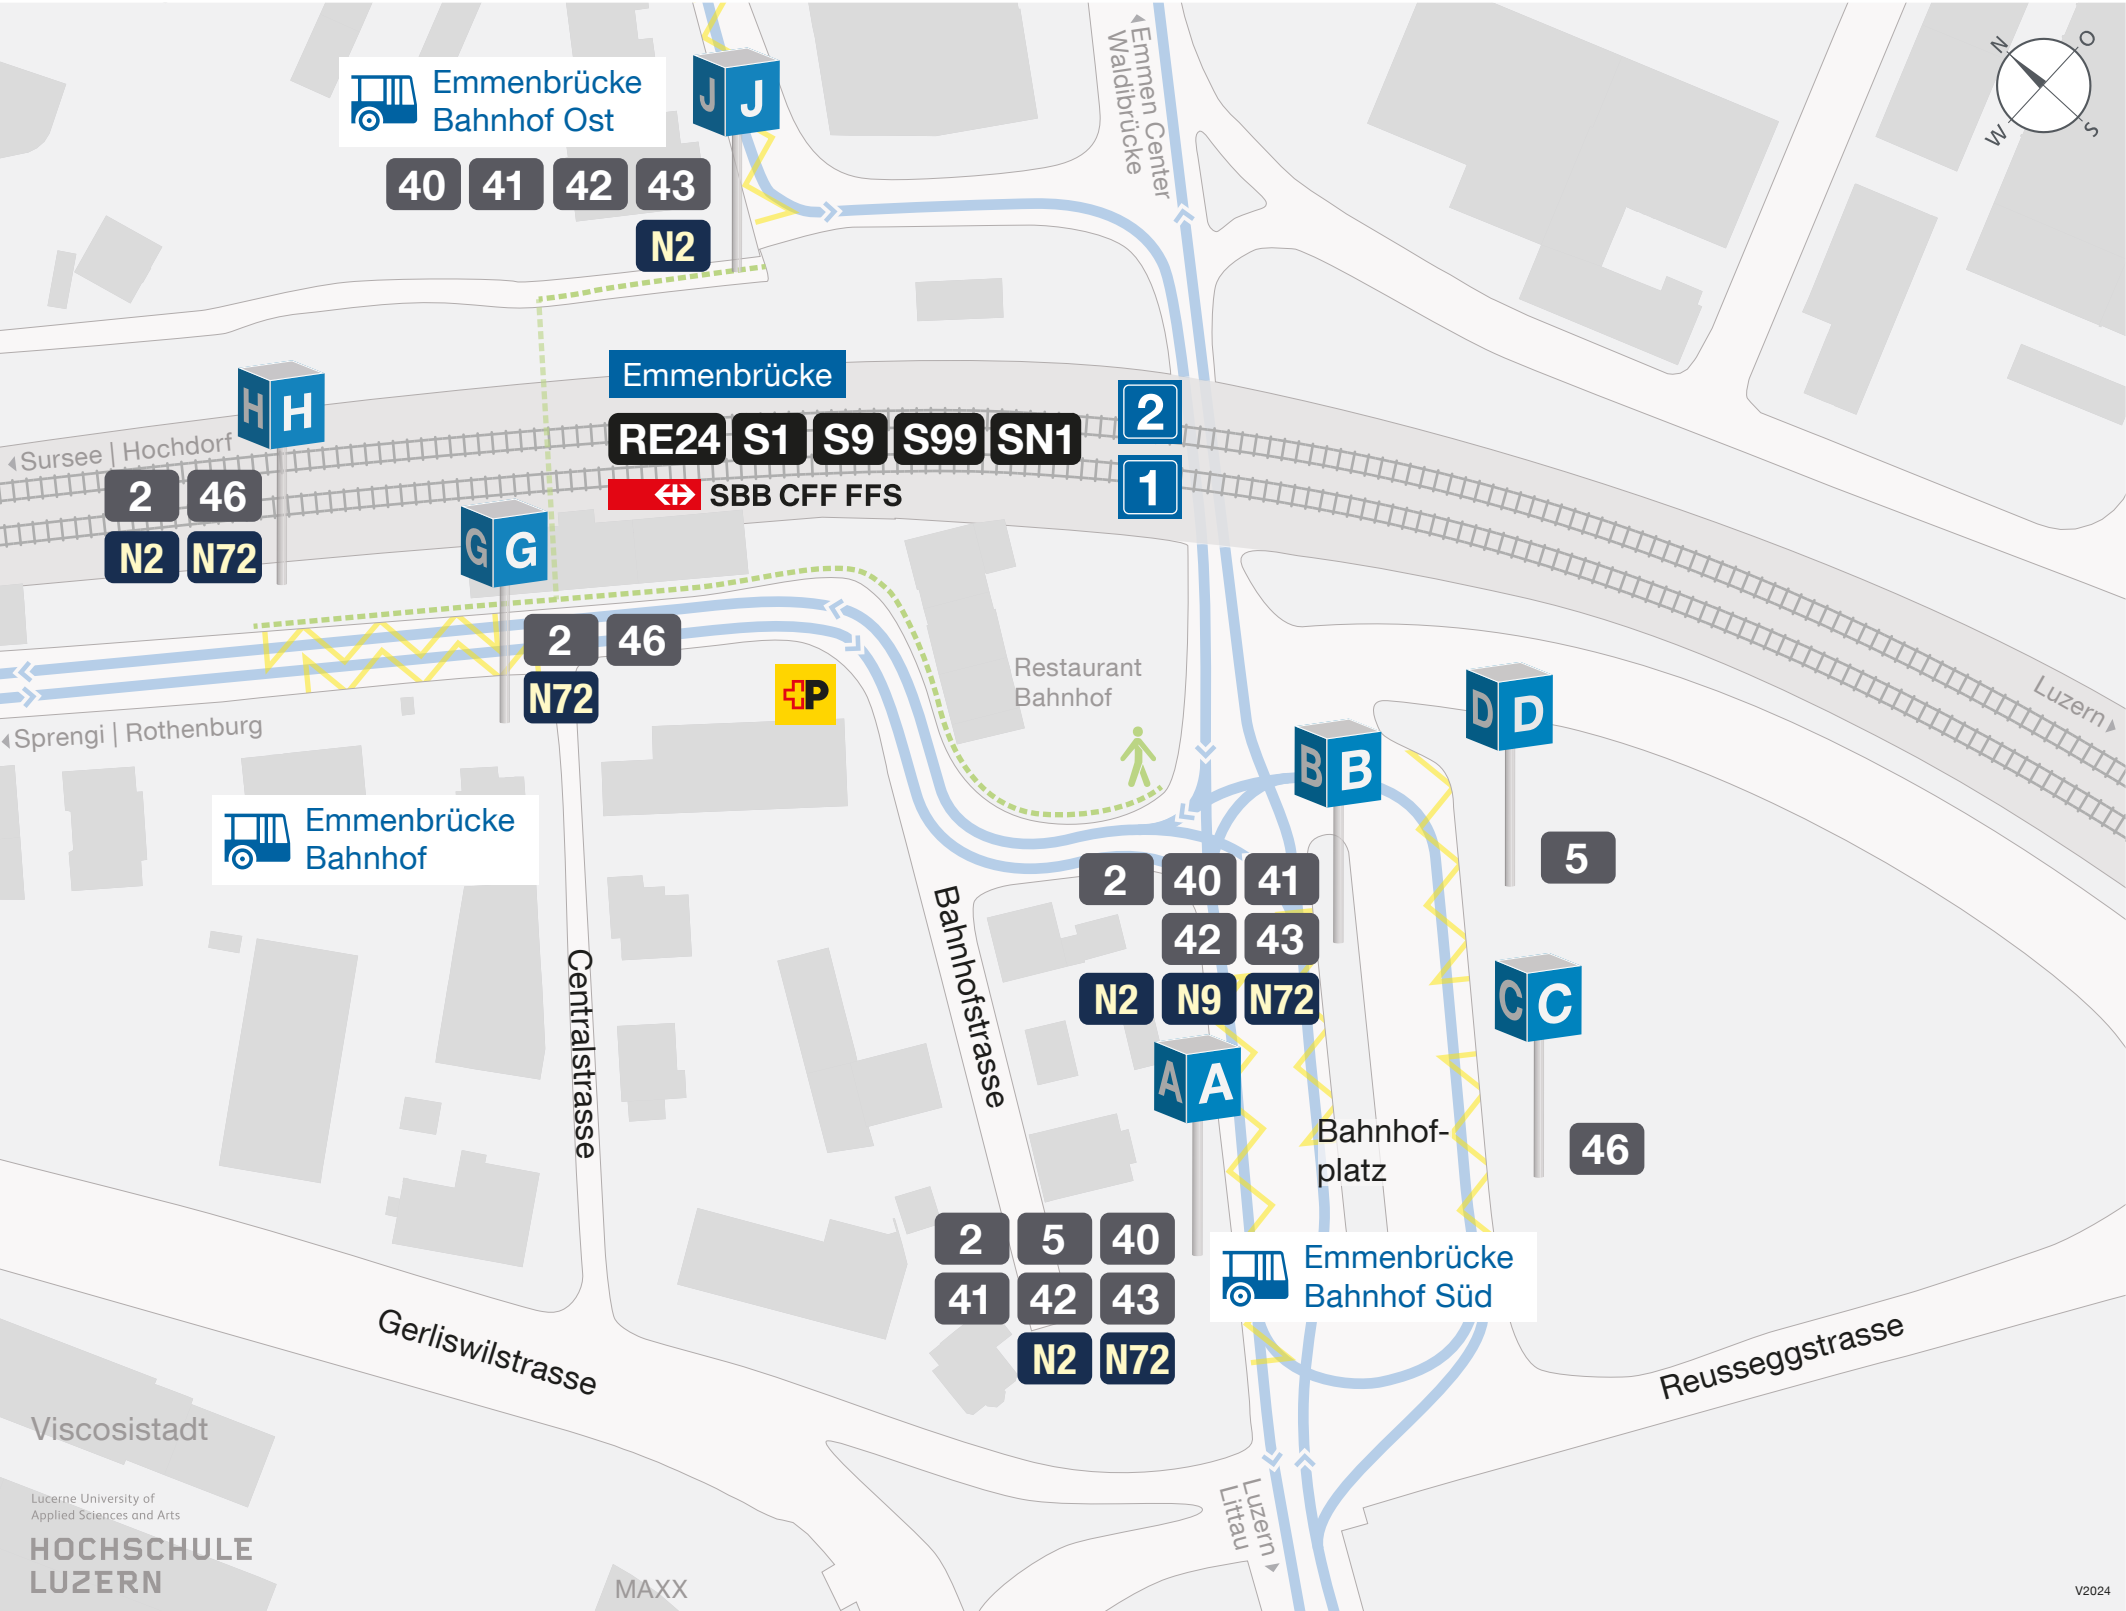 Emmen Center
Waldibrücke
N
O
W
S
Emmenbrücke
Bahnhof Ost
J J
40 41 42 43
N2
Emmenbrücke
RE24 S1 S9 S99 SN1
SBB CFF FFS
2
1
Sursee | Hochdorf
H H
2 46
N2 N72
G G
2 46
N72
P
Sprengi | Rothenburg
Restaurant
Bahnhof
Luzern
Emmenbrücke
Bahnhof
D D
5
B B
2 40 41
42 43
N2 N9 N72
C C
46
A A
2 5 40
41 42 43
N2 N72
Bahnhof-
platz
Emmenbrücke
Bahnhof Süd
Bahnhofstrasse
Centralstrasse
Gerliswilstrasse
Reusseggstrasse
Luzern
Littau
Viscosistadt
Lucerne University of
Applied Sciences and Arts
HOCHSCHULE
LUZERN
MAXX
V2024